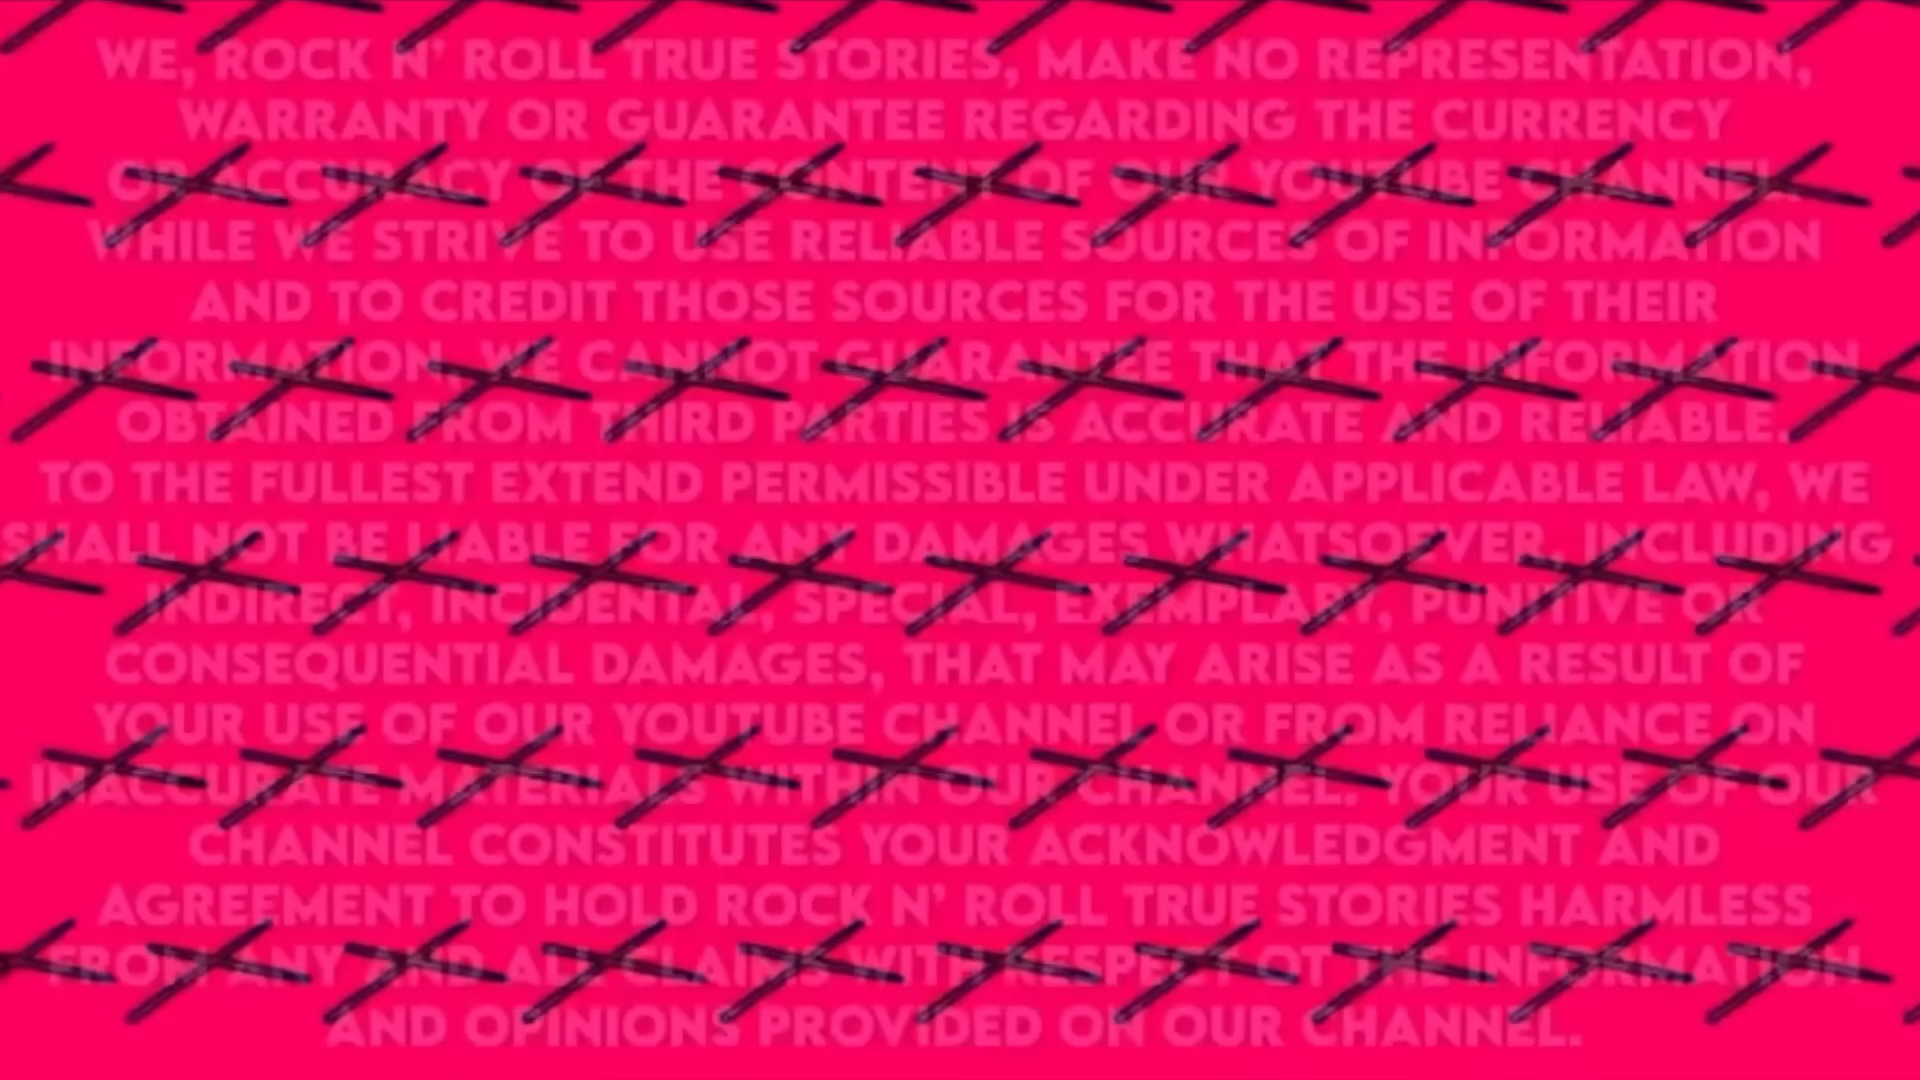 WE, ROCK N' ROLL TRUE STORIES, MAKE NO REPRESENTATION,
WARRANTY OR GUARANTEE REGARDING THE CURRENCY
OR ACCURACY OF THE CONTENT OF OUR YOUTUBE CHANNEL.
WHILE WE STRIVE TO USE RELIABLE SOURCES OF INFORMATION
AND TO CREDIT THOSE SOURCES FOR THE USE OF THEIR
INFORMATION, WE CANNOT GUARANTEE THAT THE INFORMATION
OBTAINED FROM THIRD PARTIES IS ACCURATE AND RELIABLE.
TO THE FULLEST EXTEND PERMISSIBLE UNDER APPLICABLE LAW, WE
SHALL NOT BE LIABLE FOR ANY DAMAGES WHATSOEVER, INCLUDING
INDIRECT, INCIDENTAL, SPECIAL, EXEMPLARY, PUNITIVE OR
CONSEQUENTIAL DAMAGES, THAT MAY ARISE AS A RESULT OF
YOUR USE OF OUR YOUTUBE CHANNEL OR FROM RELIANCE ON
INACCURATE MATERIALS WITHIN OUR CHANNEL. YOUR USE OF OUR
CHANNEL CONSTITUTES YOUR ACKNOWLEDGMENT AND
AGREEMENT TO HOLD ROCK N' ROLL TRUE STORIES HARMLESS
FROM ANY AND ALL CLAIMS WITH RESPECT OT THE INFORMATION
AND OPINIONS PROVIDED ON OUR CHANNEL.